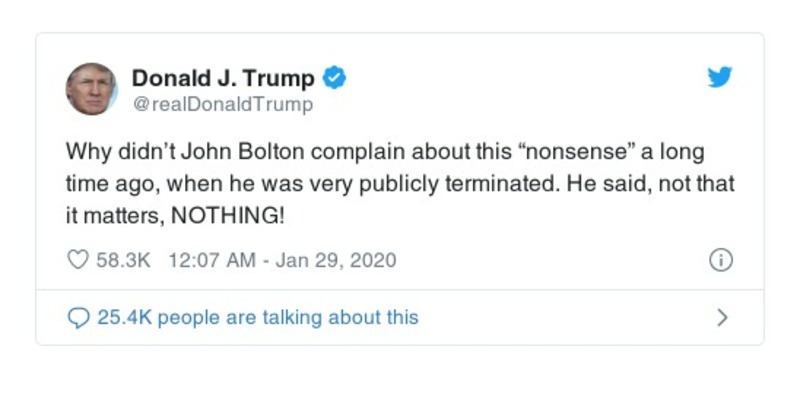 Donald J. Trump
@realDonaldTrump
Why didn’t John Bolton complain about this “nonsense” a long
time ago, when he was very publicly terminated. He said, not that
it matters, NOTHING!
58.3K 12:07 AM - Jan 29, 2020
25.4K people are talking about this